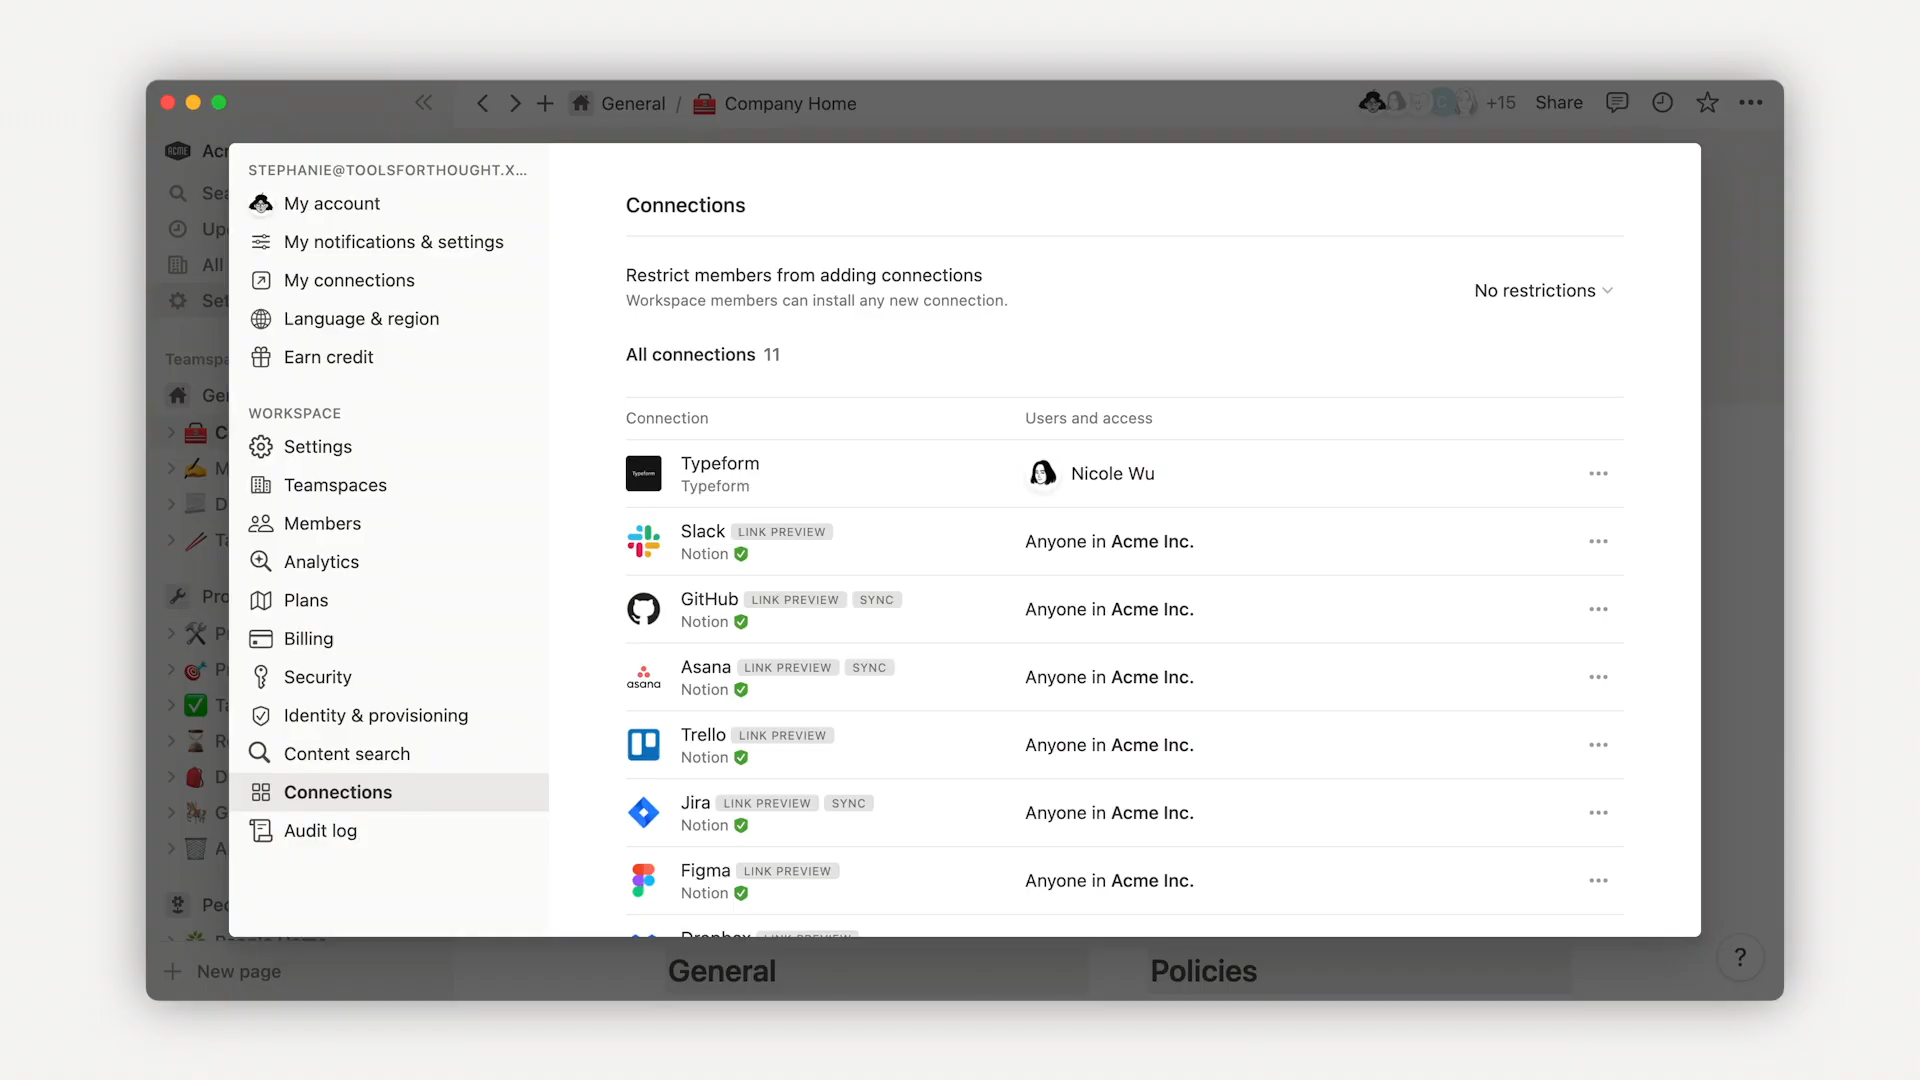 General / Company Home
+15
Share
ACME
STEPHANIE@TOOLSFORTHOUGHT.X...
My account
My notifications & settings
My connections
Language & region
Earn credit
WORKSPACE
Settings
Teamspaces
Members
Analytics
Plans
Billing
Security
Identity & provisioning
Content search
Connections
Audit log
New page
Connections
Restrict members from adding connections
Workspace members can install any new connection.
No restrictions
All connections 11
Connection
Users and access
Typeform
Typeform
Typeform
Nicole Wu
Slack LINK PREVIEW
Notion
Anyone in Acme Inc.
GitHub LINK PREVIEW SYNC
Notion
Anyone in Acme Inc.
asana
Asana LINK PREVIEW SYNC
Notion
Anyone in Acme Inc.
Trello LINK PREVIEW
Notion
Anyone in Acme Inc.
Jira LINK PREVIEW SYNC
Notion
Anyone in Acme Inc.
Figma LINK PREVIEW
Notion
Anyone in Acme Inc.
Dropbox LINK PREVIEW
General
Policies
?